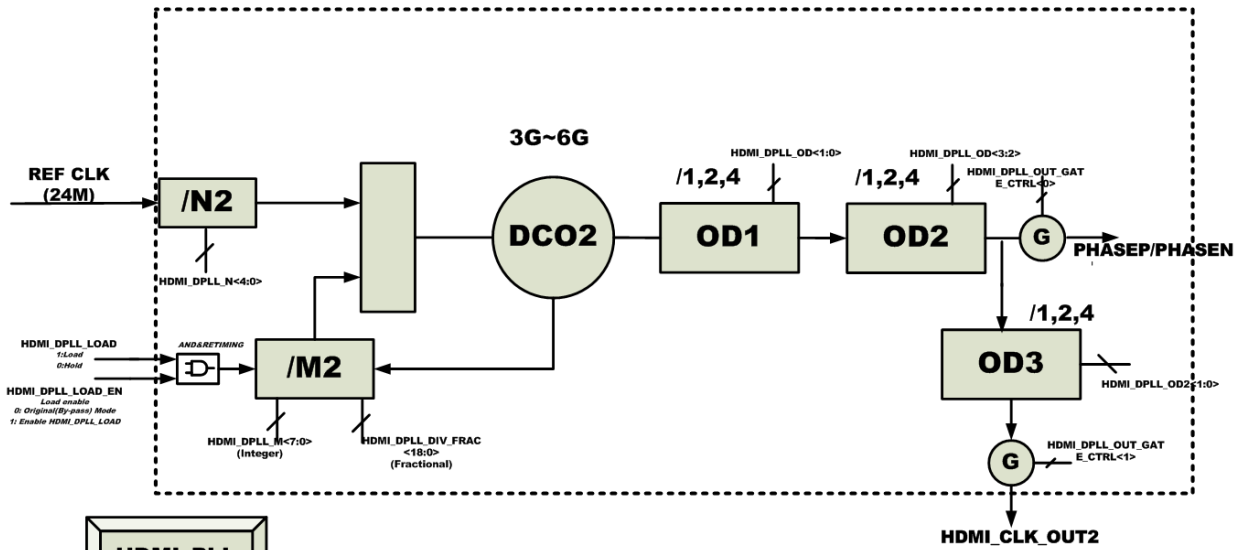 3G~6G
REF CLK
(24M)
/N2
HDMI_DPLL_N<4:0>
DCO2
/1,2,4
HDMI_DPLL_OD<1:0>
OD1
/1,2,4
HDMI_DPLL_OD<3:2>
OD2
HDMI_DPLL_OUT_GAT
E_CTRL<0>
G
PHASEP/PHASEN
HDMI_DPLL_LOAD
1:Load
0:Hold
HDMI_DPLL_LOAD_EN
Load enable
0: Original(By-pass) Mode
1: Enable HDMI_DPLL_LOAD
AND&RETIMING
/M2
HDMI_DPLL_M<7:0>
(Integer)
HDMI_DPLL_DIV_FRAC
<18:0>
(Fractional)
/1,2,4
OD3
HDMI_DPLL_OD2<1:0>
G
HDMI_DPLL_OUT_GAT
E_CTRL<1>
HDMI_CLK_OUT2
HDMI_PLL